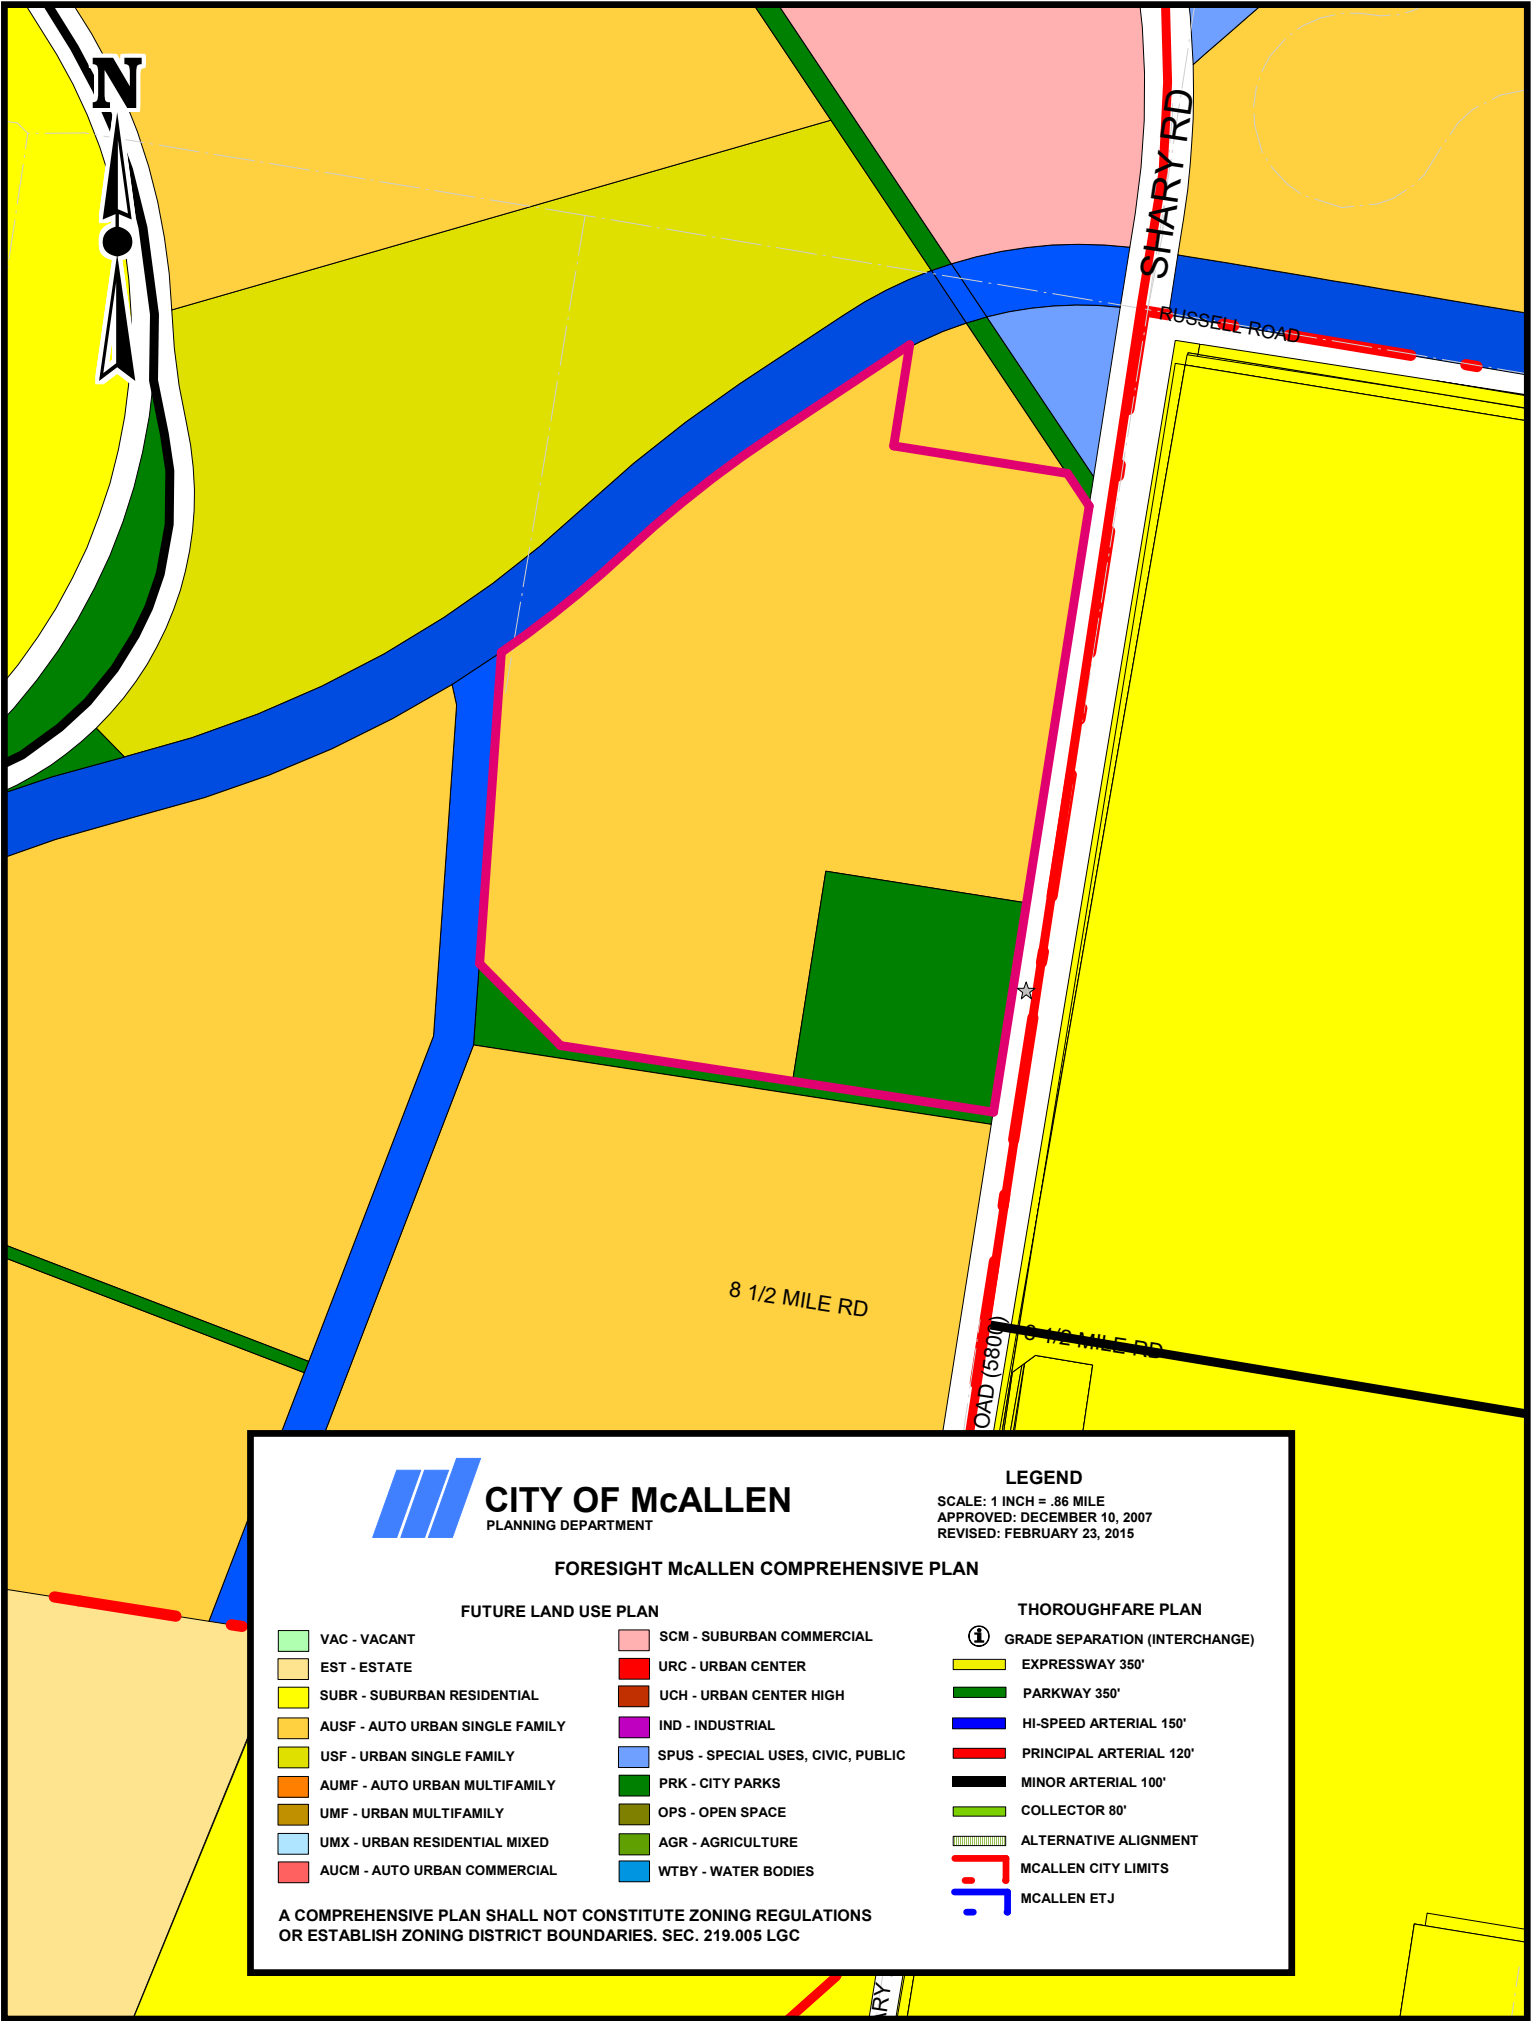 N
SHARY RD
RUSSELL ROAD
8 1/2 MILE RD
8 1/2 MILE RD
OAD (5800)
CITY OF McALLEN
PLANNING DEPARTMENT
LEGEND
SCALE: 1 INCH = .86 MILE
APPROVED: DECEMBER 10, 2007
REVISED: FEBRUARY 23, 2015
FORESIGHT McALLEN COMPREHENSIVE PLAN
FUTURE LAND USE PLAN
VAC - VACANT
EST - ESTATE
SUBR - SUBURBAN RESIDENTIAL
AUSF - AUTO URBAN SINGLE FAMILY
USF - URBAN SINGLE FAMILY
AUMF - AUTO URBAN MULTIFAMILY
UMF - URBAN MULTIFAMILY
UMX - URBAN RESIDENTIAL MIXED
AUCM - AUTO URBAN COMMERCIAL
SCM - SUBURBAN COMMERCIAL
URC - URBAN CENTER
UCH - URBAN CENTER HIGH
IND - INDUSTRIAL
SPUS - SPECIAL USES, CIVIC, PUBLIC
PRK - CITY PARKS
OPS - OPEN SPACE
AGR - AGRICULTURE
WTBY - WATER BODIES
THOROUGHFARE PLAN
GRADE SEPARATION (INTERCHANGE)
EXPRESSWAY 350'
PARKWAY 350'
HI-SPEED ARTERIAL 150'
PRINCIPAL ARTERIAL 120'
MINOR ARTERIAL 100'
COLLECTOR 80'
ALTERNATIVE ALIGNMENT
MCALLEN CITY LIMITS
MCALLEN ETJ
A COMPREHENSIVE PLAN SHALL NOT CONSTITUTE ZONING REGULATIONS
OR ESTABLISH ZONING DISTRICT BOUNDARIES. SEC. 219.005 LGC
ARY